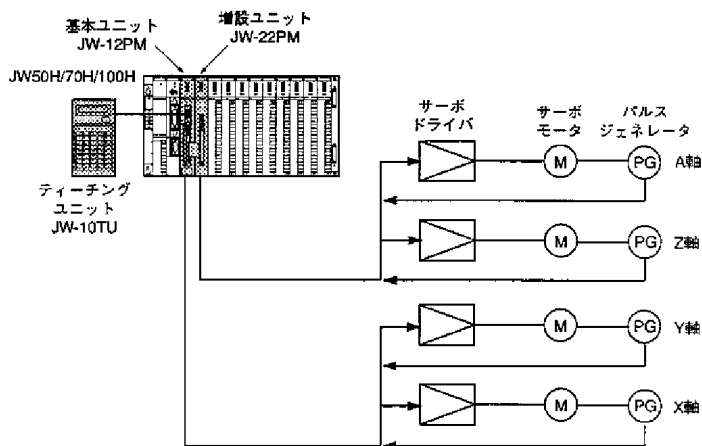 基本ユニット
JW-12PM
増設ユニット
JW-22PM
JW50H/70H/100H
ティーチング
ユニット
JW-10TU
サーボ
ドライバ
サーボ
モータ
パルス
ジェネレータ
M
PG
A軸
M
PG
Z軸
M
PG
Y軸
M
PG
X軸